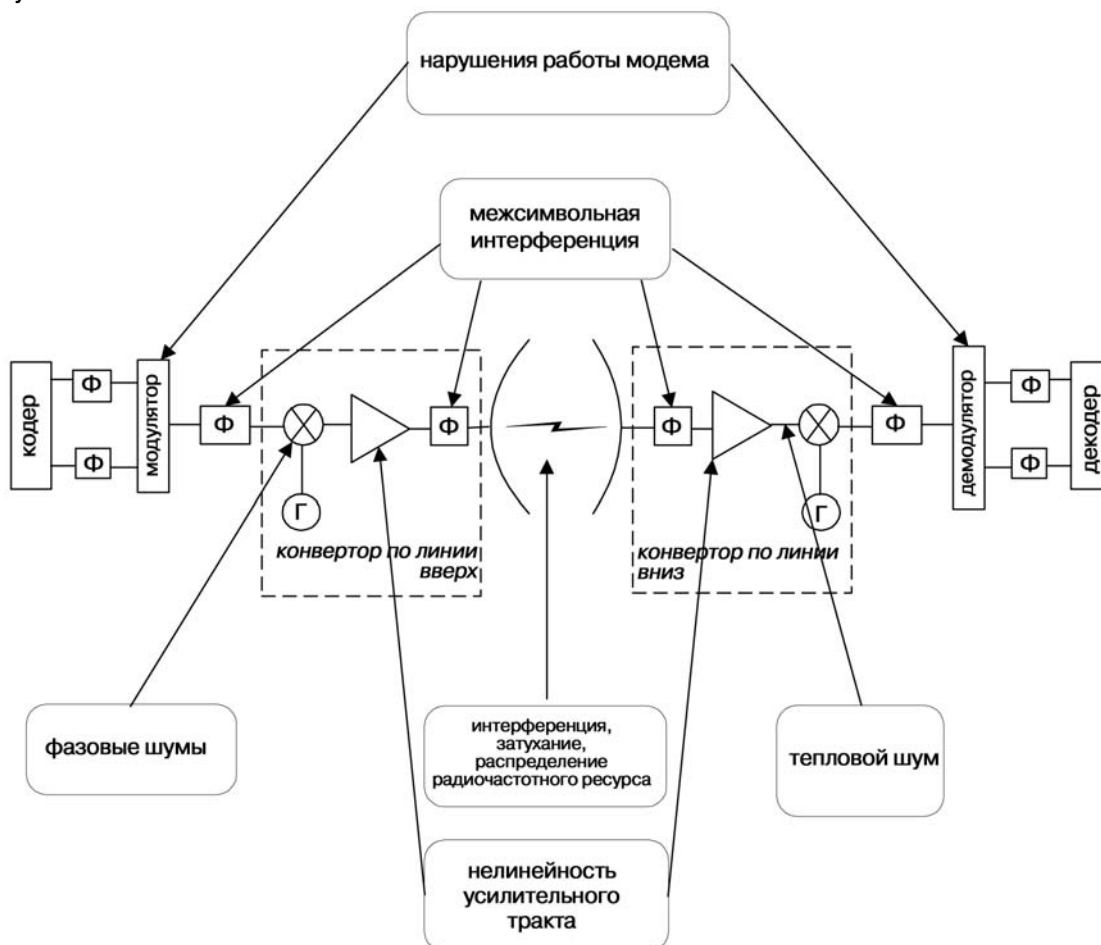 нарушения работы модема
межсимвольная
интерференция
кодер
Ф
Ф
модулятор
Ф
Г
Ф
конвертор по линии
вверх
Ф
Г
конвертор по линии
вниз
Ф
демодулятор
Ф
Ф
декодер
фазовые шумы
интерференция,
затухание,
распределение
радиочастотного ресурса
тепловой шум
нелинейность
усилительного
тракта